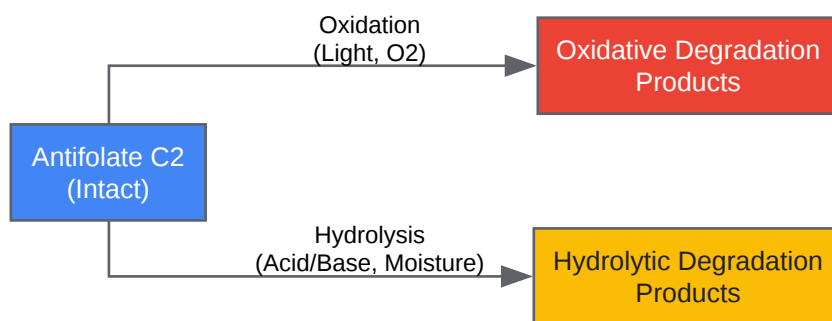 Oxidation
(Light, O2)
Oxidative Degradation
Products
Antifolate C2
(Intact)
Hydrolysis
(Acid/Base, Moisture)
Hydrolytic Degradation
Products